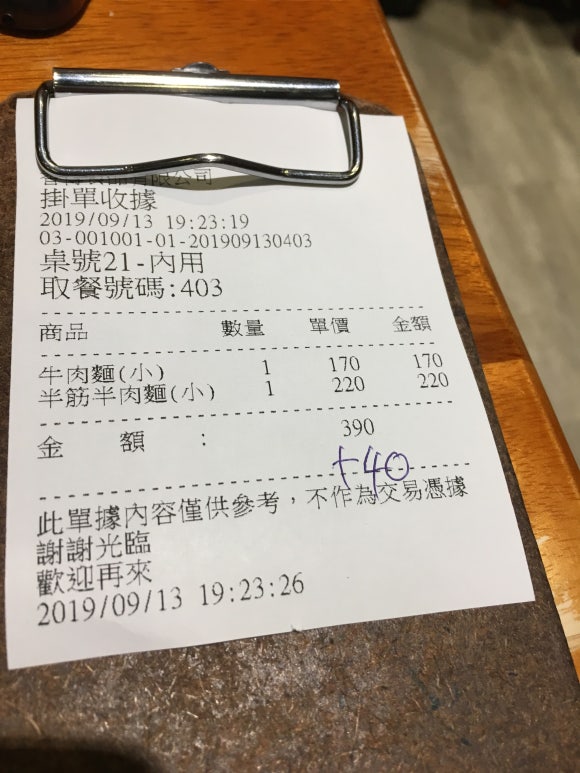 有限公司
掛單收據
2019/09/13 19:23:19
03-001001-01-201909130403
桌號21-內用
取餐號碼:403
商品 數量 單價 金額
牛肉麵(小) 1 170 170
半筋半肉麵(小) 1 220 220
金額: 390
+40
此單據內容僅供參考，不作為交易憑據
謝謝光臨
歡迎再來
2019/09/13 19:23:26